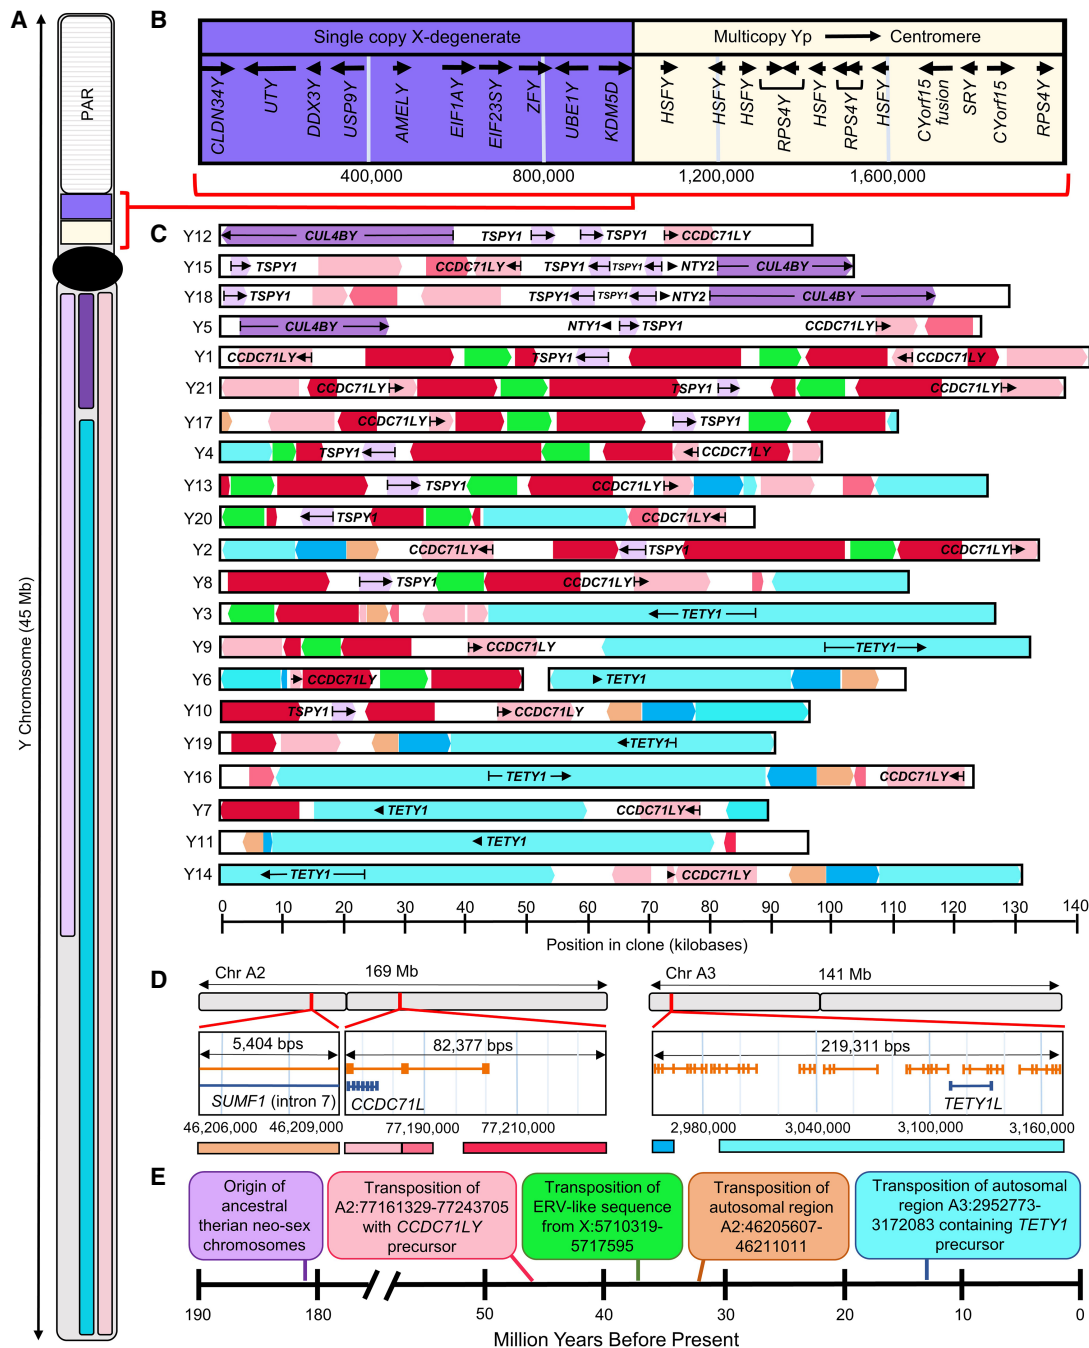 A
PAR
Y Chromosome (45 Mb)
B
Single copy X-degenerate
Multicopy Yp
Centromere
CLDN34Y
UTY
DDX3Y
USP9Y
AMELY
EIF1AY
EIF23SY
ZFY
UBE1Y
KDM5D
HSFY
HSFY
HSFY
RPS4Y
HSFY
RPS4Y
HSFY
CYorf15
fusion
SRY
CYorf15
RPS4Y
400,000 800,000 1,200,000 1,600,000
C
Y12 CUL4BY TSPY1 TSPY1 CCDC71LY
Y15 TSPY1 CCDC71LY TSPY1 TSPY1 NTY2 CUL4BY
Y18 TSPY1 TSPY1 TSPY1 NTY2 CUL4BY
Y5 CUL4BY NTY1 TSPY1 CCDC71LY
Y1 CCDC71LY TSPY1 CCDC71LY
Y21 CCDC71LY TSPY1 CCDC71LY
Y17 CCDC71LY TSPY1
Y4 TSPY1 CCDC71LY
Y13 TSPY1 CCDC71LY
Y20 TSPY1 CCDC71LY
Y2 CCDC71LY TSPY1 CCDC71LY
Y8 TSPY1 CCDC71LY
Y3 TETY1
Y9 CCDC71LY TETY1
Y6 CCDC71LY TETY1
Y10 TSPY1 CCDC71LY
Y19 TETY1
Y16 TETY1 CCDC71LY
Y7 TETY1 CCDC71LY
Y11 TETY1
Y14 TETY1 CCDC71LY
0 10 20 30 40 50 60 70 80 90 100 110 120 130 140
Position in clone (kilobases)
D
Chr A2 169 Mb
Chr A3 141 Mb
5,404 bps
82,377 bps
219,311 bps
SUMF1 (intron 7)
CCDC71L
TETY1L
46,206,000 46,209,000
77,190,000 77,210,000
2,980,000 3,040,000 3,100,000 3,160,000
E
Origin of
ancestral
therian neo-sex
chromosomes
Transposition of
A2:77161329-77243705
with CCDC71LY
precursor
Transposition of
ERV-like sequence
from X:5710319-
5717595
Transposition of
autosomal region
A2:46205607-
46211011
Transposition of autosomal
region A3:2952773-
3172083 containing TETY1
precursor
190 180 50 40 30 20 10 0
Million Years Before Present